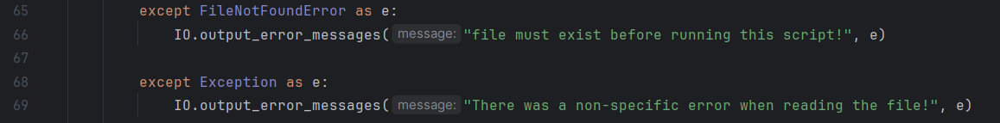 65 except FileNotFoundError as e:
66 IO.output_error_messages( message: "file must exist before running this script!", e)
67
68 except Exception as e:
69 IO.output_error_messages( message: "There was a non-specific error when reading the file!", e)